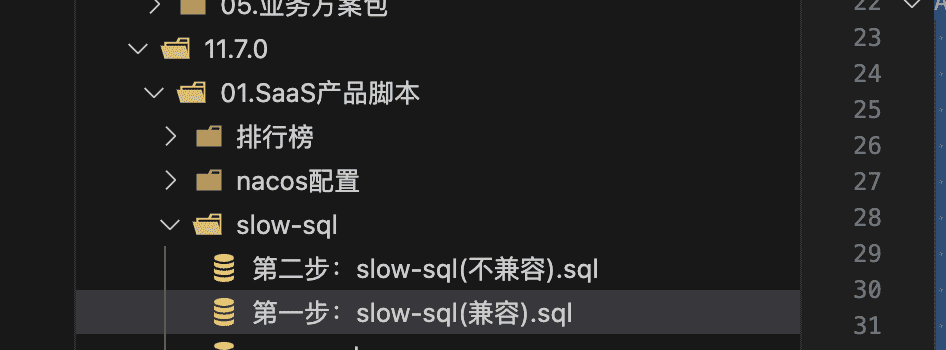 05.业务方案包
11.7.0
01.SaaS产品脚本
排行榜
nacos配置
slow-sql
第二步：slow-sql(不兼容).sql
第一步：slow-sql(兼容).sql
22
23
24
25
26
27
28
29
30
31